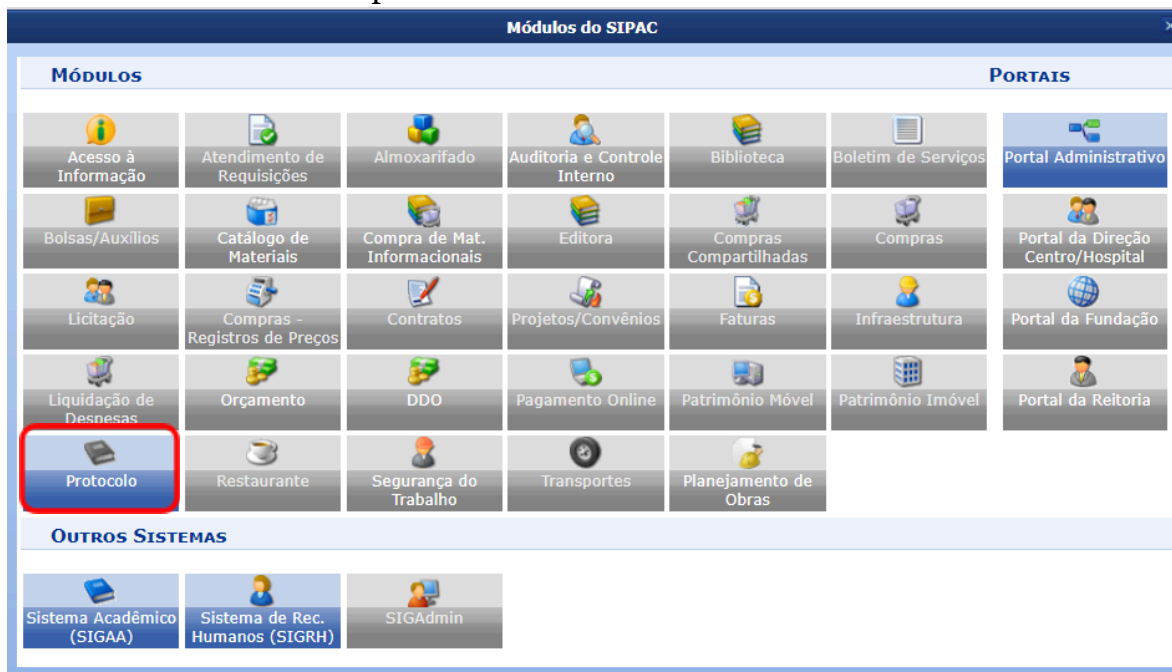 Módulos do SIPAC
MÓDULOS
PORTAIS
Acesso à
Informação
Atendimento de
Requisições
Almoxarifado
Auditoria e Controle
Interno
Biblioteca
Boletim de Serviços
Portal Administrativo
Bolsas/Auxílios
Catálogo de
Materiais
Compra de Mat.
Informacionais
Editora
Compras
Compartilhadas
Compras
Portal da Direção
Centro/Hospital
Licitação
Compras -
Registros de Preços
Contratos
Projetos/Convênios
Faturas
Infraestrutura
Portal da Fundação
Liquidação de
Despesas
Orçamento
DDO
Pagamento Online
Patrimônio Móvel
Patrimônio Imóvel
Portal da Reitoria
Protocolo
Restaurante
Segurança do
Trabalho
Transportes
Planejamento de
Obras
OUTROS SISTEMAS
Sistema Acadêmico
(SIGAA)
Sistema de Rec.
Humanos (SIGRH)
SIGAdmin